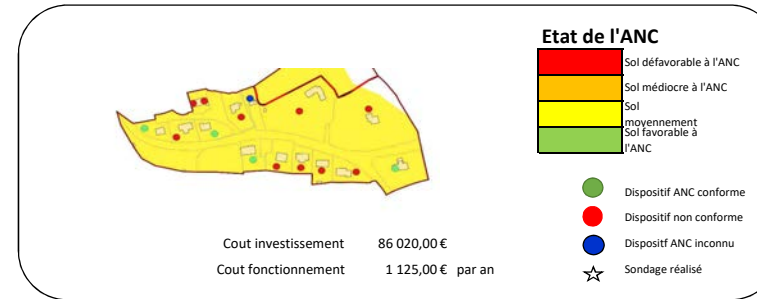 Etat de l'ANC
Sol défavorable à l'ANC
Sol médiocre à l'ANC
Sol
moyennement
Sol favorable à
l'ANC
Dispositif ANC conforme
Dispositif non conforme
Dispositf ANC inconnu
Sondage réalisé
Cout investissement 86 020,00 €
Cout fonctionnement 1 125,00 € par an